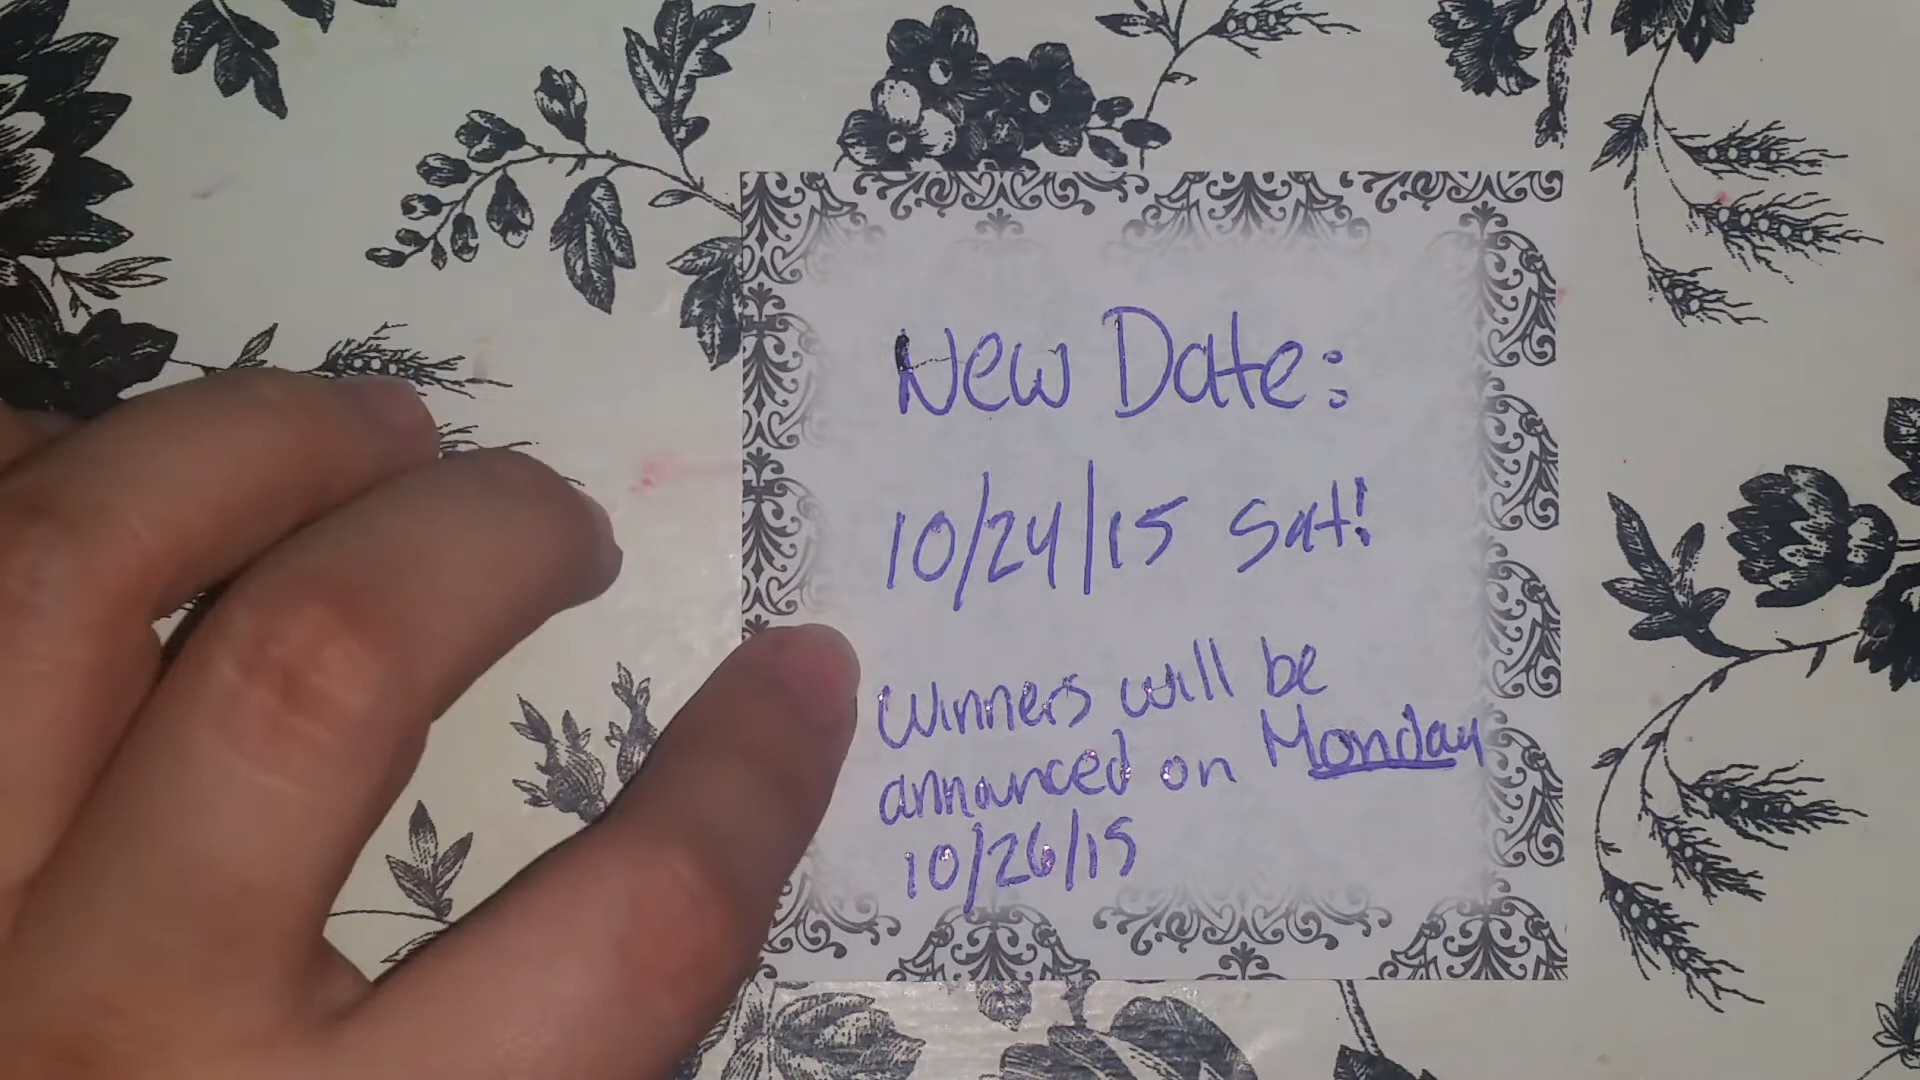 New Date:
10/24/15 Sat!
Winners will be
announced on Monday
10/26/15